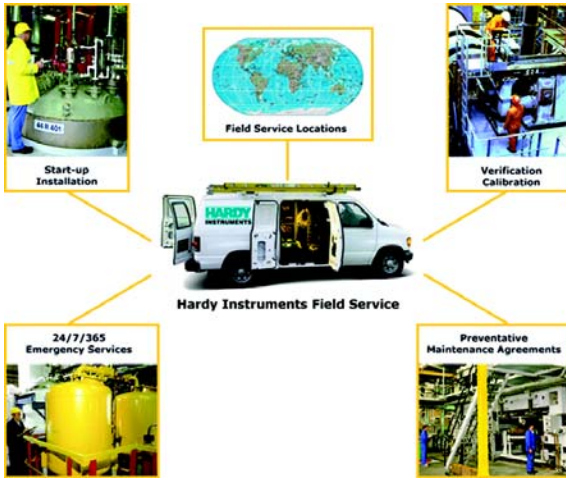 Field Service Locations
Start-up
Installation
Verification
Calibration
HARDY
INSTRUMENTS
Hardy Instruments Field Service
24/7/365
Emergency Services
Preventative
Maintenance Agreements